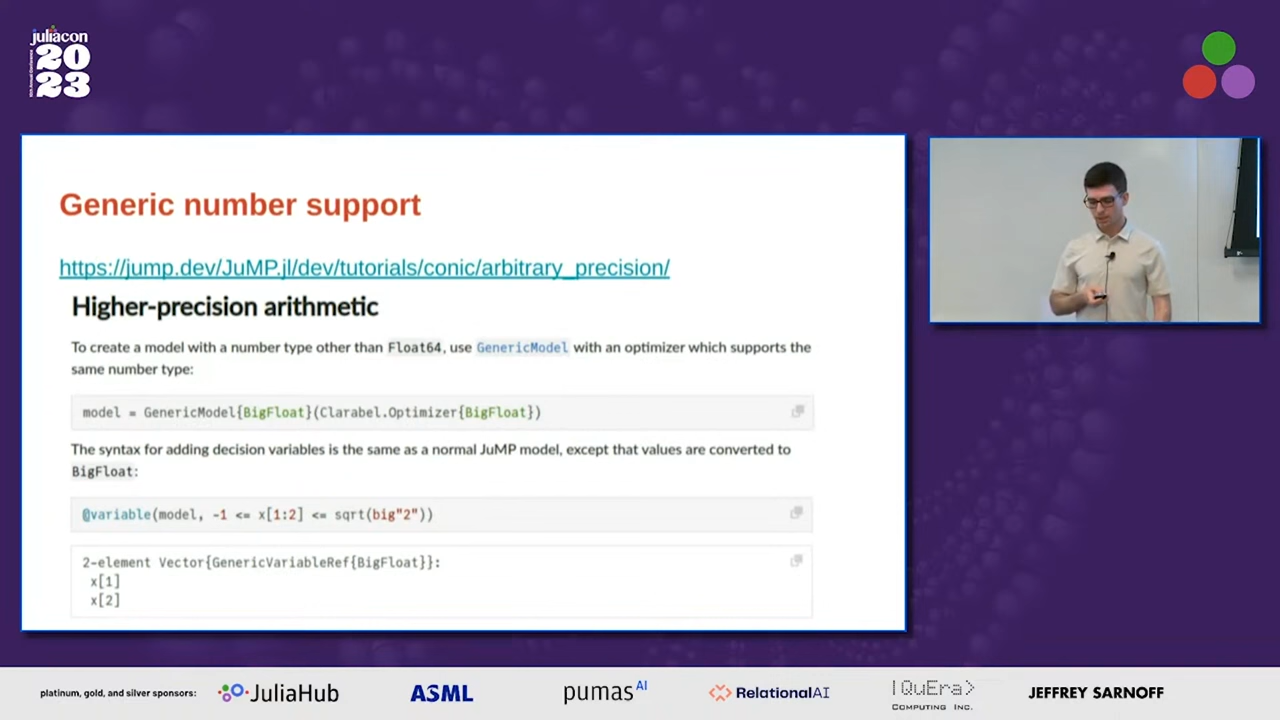 juliacon
20
23
Generic number support
https://jump.dev/JuMP.jl/dev/tutorials/conic/arbitrary_precision/
Higher-precision arithmetic
To create a model with a number type other than Float64, use GenericModel with an optimizer which supports the
same number type:
model = GenericModel{BigFloat}(Clarabel.Optimizer{BigFloat})
The syntax for adding decision variables is the same as a normal JuMP model, except that values are converted to
BigFloat:
@variable(model, -1 <= x[1:2] <= sqrt(big"2"))
2-element Vector{GenericVariableRef{BigFloat}}:
x[1]
x[2]
platinum, gold, and silver sponsors:
JuliaHub
ASML
pumasAI
RelationalAI
|QuEra>
COMPUTING INC.
JEFFREY SARNOFF